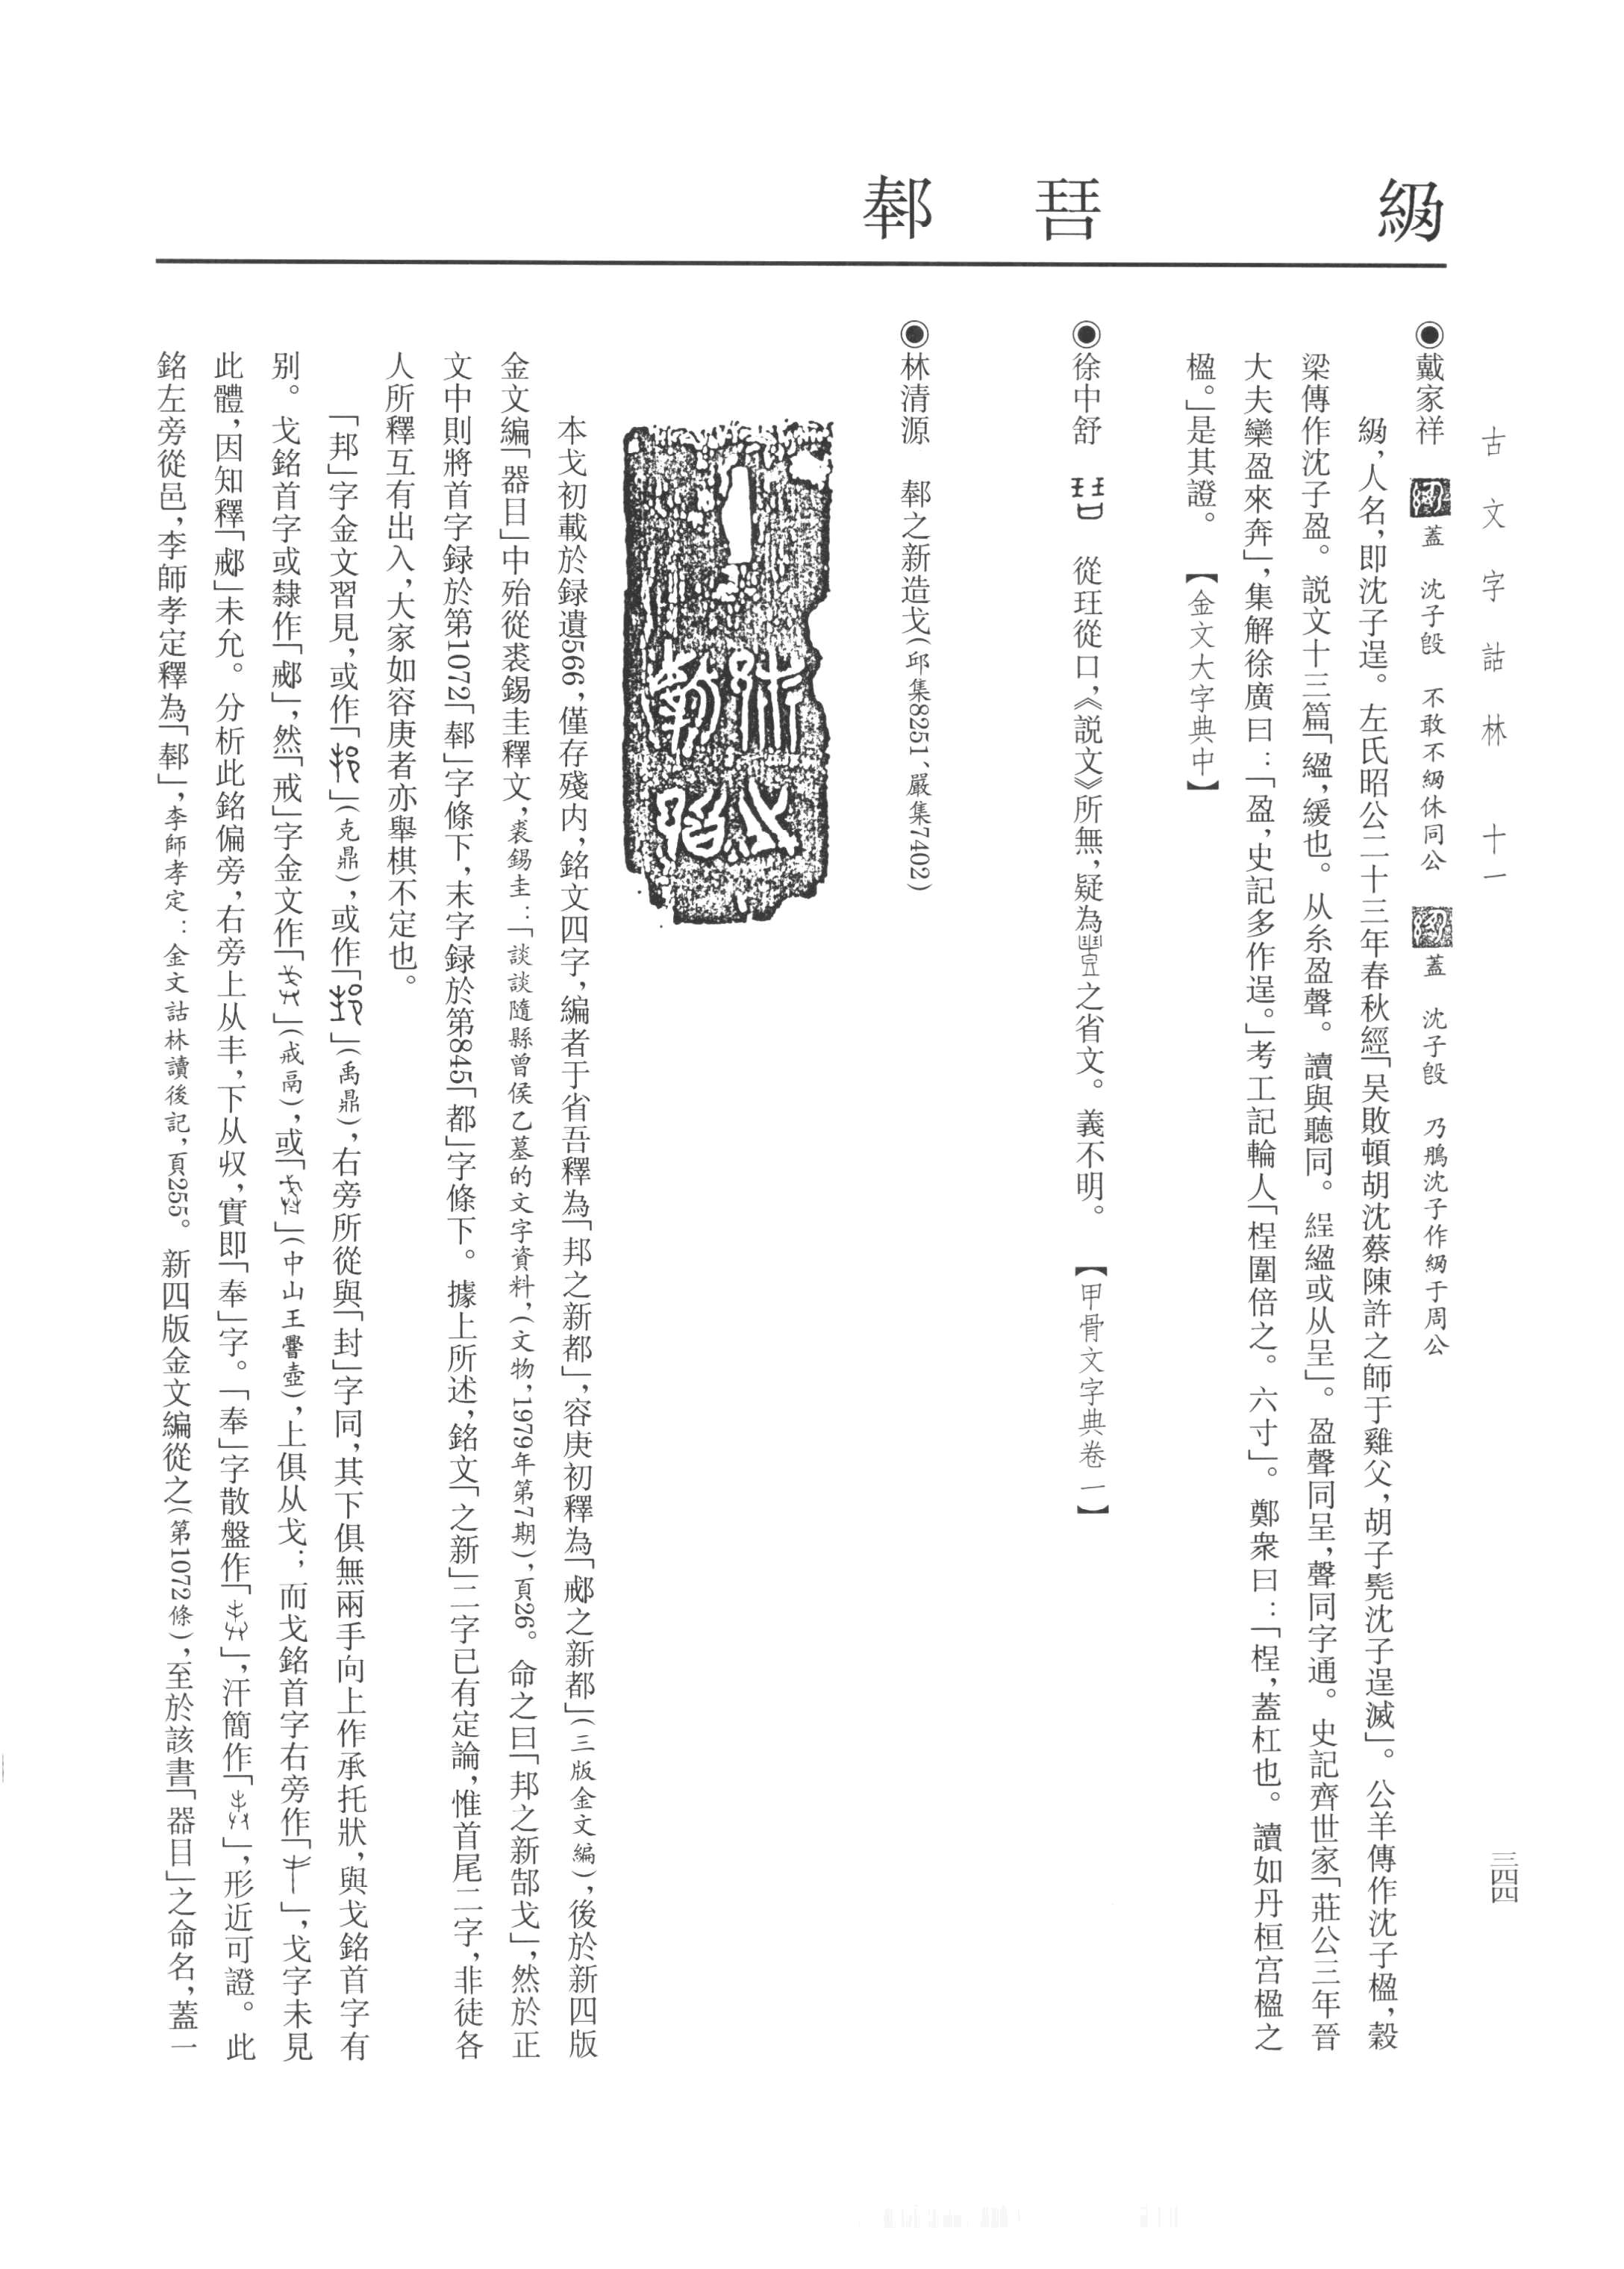 古文字詁林 十一
三四四
◉戴家祥 蓋 沈子𣪘 不敢不䋚休同公 蓋 沈子𣪘 乃鴅沈子作䋚于周公
䋚，人名，即沈子逞。左氏昭公二十三年春秋經「吴敗頓胡沈蔡陳許之師于雞父，胡子髡沈子逞滅」。公羊傳作沈子楹，穀
梁傳作沈子盈。説文十三篇「縕，緩也。从糸盈聲。讀與聽同。䋼縕或从呈」。盈聲同呈，聲同字通。史記齊世家「莊公三年晉
大夫欒盈來奔」，集解徐廣曰：「盈，史記多作逞。」考工記輪人「桯圍倍之。六寸」。鄭衆曰：「桯，蓋杠也。讀如丹桓宫楹之
楹。」是其證。 【金文大字典中】
◉徐中舒 從玨從口，《説文》所無，疑為之省文。義不明。 【甲骨文字典卷一】
◉林清源 𨛱之新造戈（邱集8251、嚴集7402）
本戈初載於録遺566，僅存殘内，銘文四字，編者于省吾釋為「邦之新都」，容庚初釋為「之新都」（三版金文編），後於新四版
金文編「器目」中殆從裘錫圭釋文，裘錫圭：「談談隨縣曾侯乙墓的文字資料，（文物，1979年第7期），頁26。命之曰「邦之新郜戈」，然於正
文中則將首字録於第1072「𨛱」字條下，末字録於第845「都」字條下。據上所述，銘文「之新」二字已有定論，惟首尾二字，非徒各
人所釋互有出入，大家如容庚者亦舉棋不定也。
「邦」字金文習見，或作「」（克鼎），或作「」（禹鼎），右旁所從與「封」字同，其下俱無兩手向上作承托狀，與戈銘首字有
别。戈銘首字或隸作「」，然「戒」字金文作「」（戒鬲），或「」（中山王壺），上俱从戈；而戈銘首字右旁作「」，戈字未見
此體，因知釋「」未允。分析此銘偏旁，右旁上从丰，下从収，實即「奉」字。「奉」字散盤作「」，汗簡作「」，形近可證。此
銘左旁從邑，李師孝定釋為「𨛱」，李師孝定：金文詁林讀後記，頁255。新四版金文編從之（第1072條），至於該書「器目」之命名，蓋一